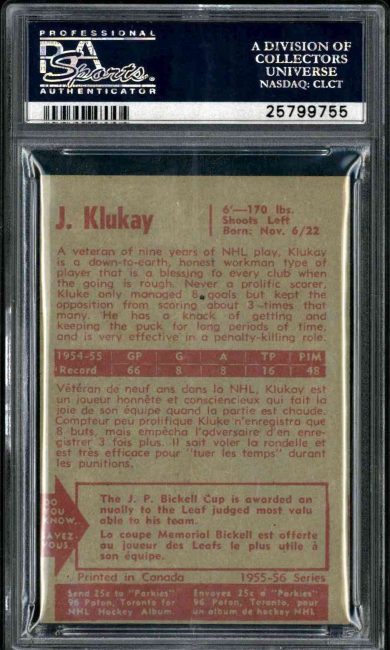 PROFESSIONAL
PSA
Sports
AUTHENTICATOR
A DIVISION OF
COLLECTORS
UNIVERSE
NASDAQ: CLCT
25799755
J. Klukay
6'—170 lbs.
Shoots Left
Born: Nov. 6/22
A veteran of nine years of NHL play, Klukay
is a down-to-earth, honest workman type of
player that is a blessing to every club when
the going is rough. Never a prolific scorer,
Kluke only managed 8 goals but kept the
opposition from scoring about 3 times that
many. He has a knack of getting and
keeping the puck for long periods of time,
and is very effective in a penalty-killing role.
1954-55 GP G A TP PIM
Record 66 8 8 16 48
Vétéran de neuf ans dans la NHL, Klukay est
un joueur honnête et consciencieux qui fait la
joie de son équipe quand la partie est chaude.
Compteur peu prolifique Kluke n'enregistra que
8 buts, mais empêcha l'adversaire d'en enre-
gistrer 3 fois plus. Il sait voler la rondelle et
est très efficace pour "tuer les temps" durant
les punitions.
DO
YOU
KNOW
SAVEZ-
VOUS
The J. P. Bickell Cup is awarded an
nually to the Leaf judged most valu
able to his team.
La coupe Memorial Bickell est offerte
au joueur des Leafs le plus utile à
son équipe.
Printed in Canada 1955-56 Series
Send 25c to "Parkies"
96 Paton, Toronto for
NHL Hockey Album.
Envoyez 25c à "Parkies"
96 Paton, Toronto, pour
un album de hockey NHL